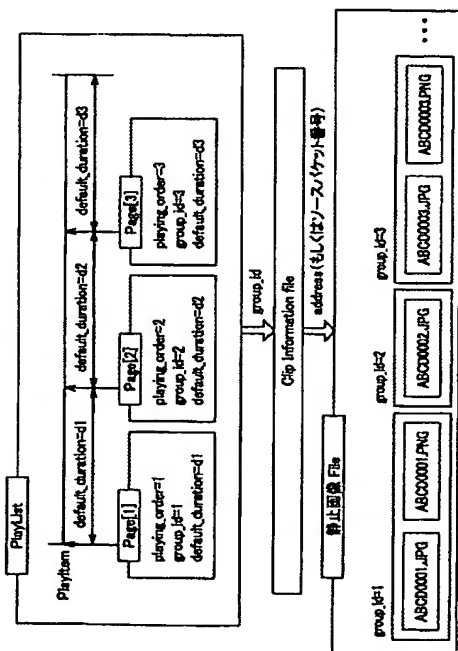 PlayList
PlayItem
default_duration=d1
default_duration=d2
default_duration=d3
Page[1]
playing_order=1
group_id=1
default_duration=d1
Page[2]
playing_order=2
group_id=2
default_duration=d2
Page[3]
playing_order=3
group_id=3
default_duration=d3
group_id
Clip Information file
address(もしくはソースパケット番号)
静止画像 File
group_id=1
ABCD0001.JPG
ABCD0001.PNG
group_id=2
ABCD0002.JPG
group_id=3
ABCD0003.JPG
ABCD0003.PNG
...